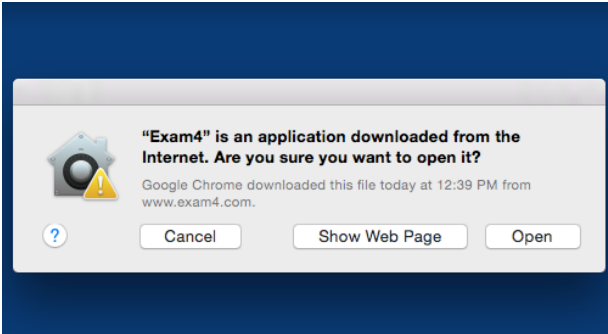 “Exam4” is an application downloaded from the
Internet. Are you sure you want to open it?
Google Chrome downloaded this file today at 12:39 PM from
www.exam4.com.
? Cancel Show Web Page Open